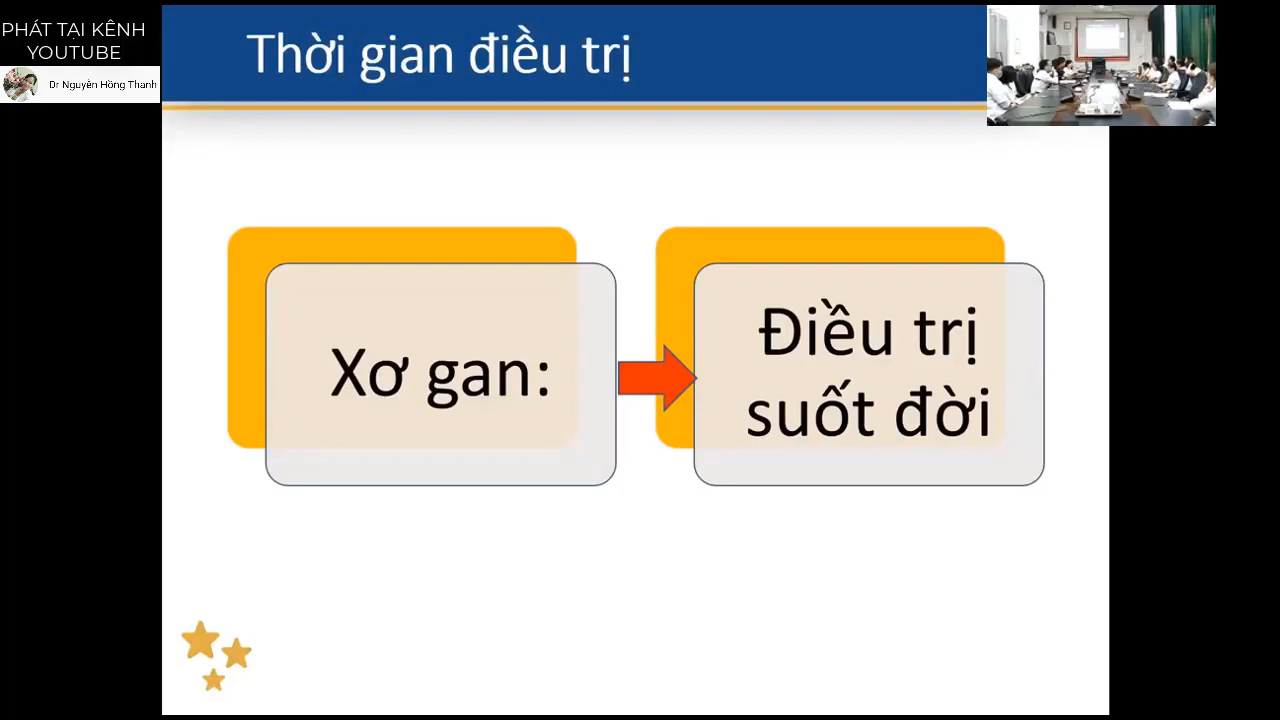 PHÁT TẠI KÊNH
YOUTUBE
Dr Nguyễn Hồng Thanh
Thời gian điều trị
Xơ gan:
Điều trị
suốt đời